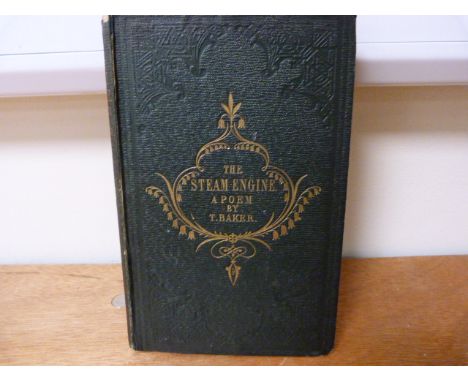 THE
STEAM ENGINE
A POEM
BY
T. BAKER.